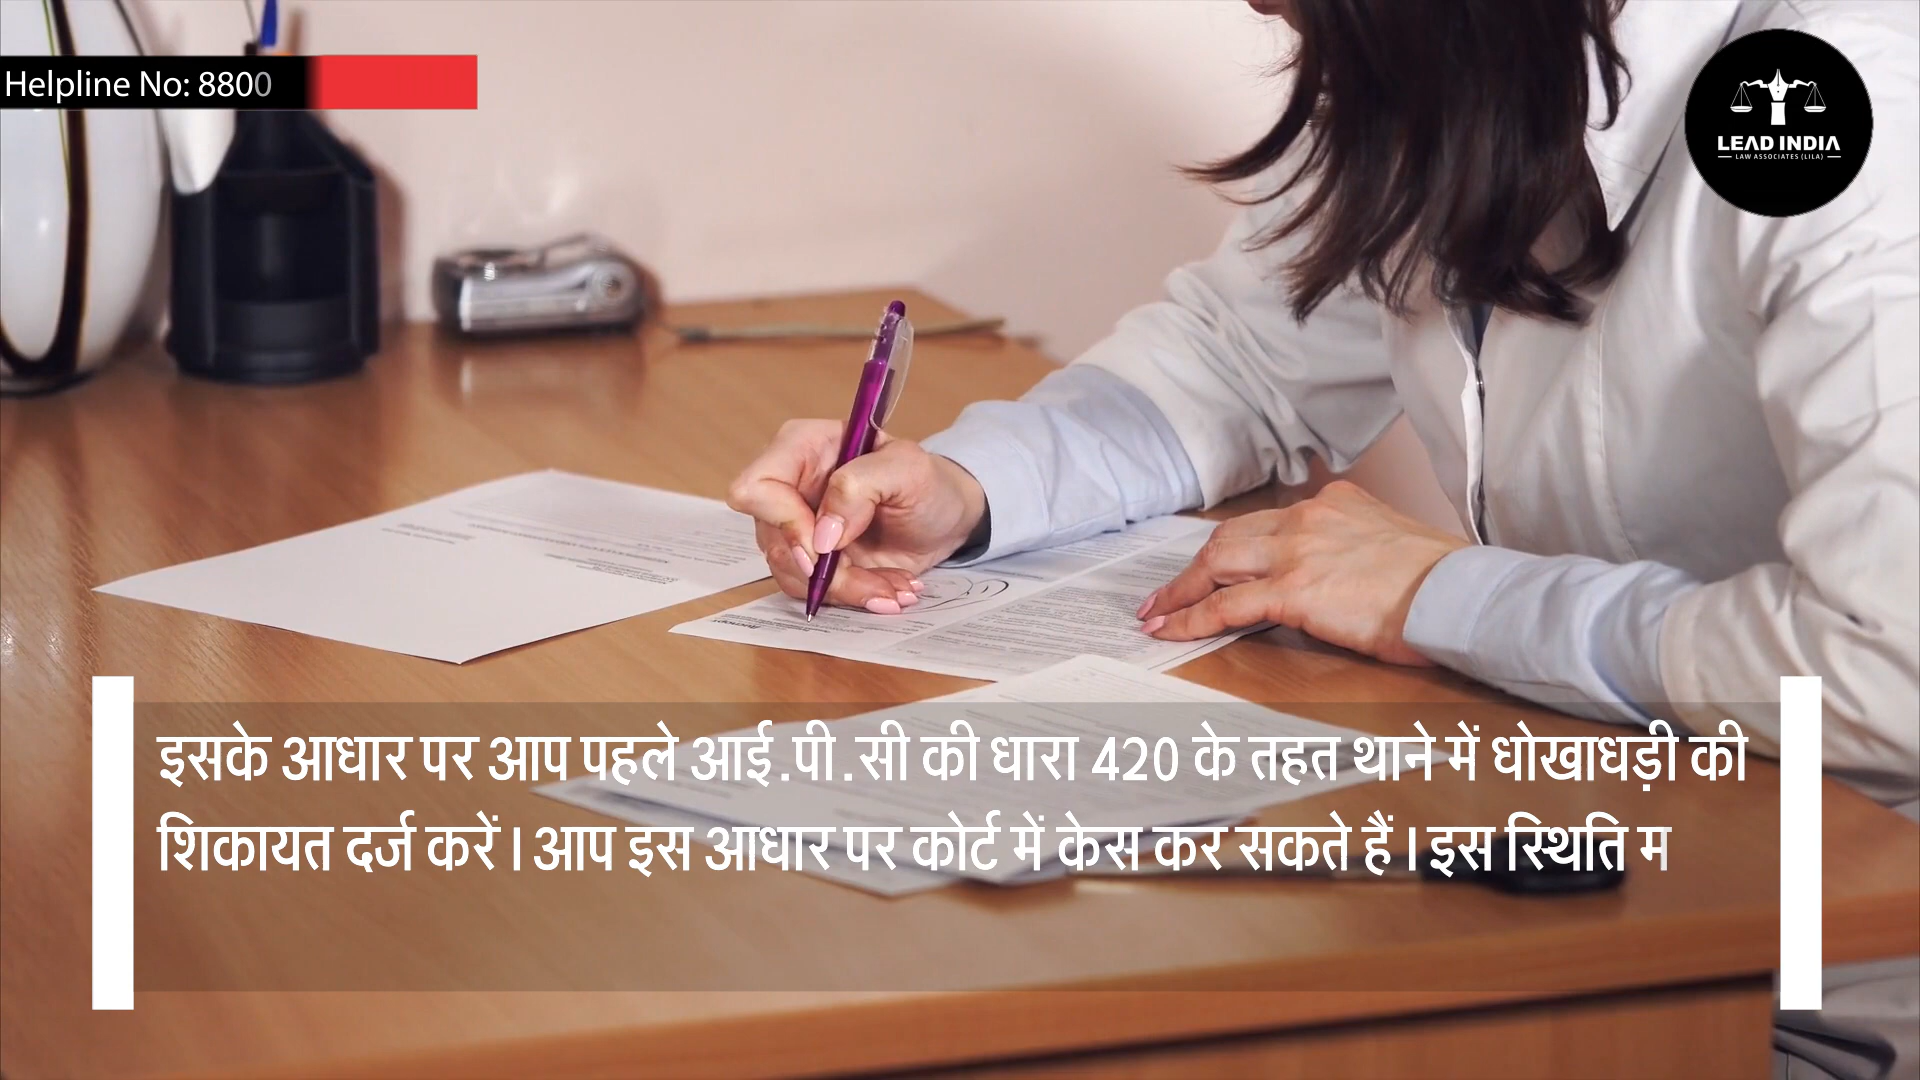 Helpline No: 8800
LEAD INDIA
LAW ASSOCIATES (LILA)
इसके आधार पर आप पहले आई.पी.सी की धारा 420 के तहत थाने में धोखाधड़ी की
शिकायत दर्ज करें। आप इस आधार पर कोर्ट में केस कर सकते हैं। इस स्थिति म